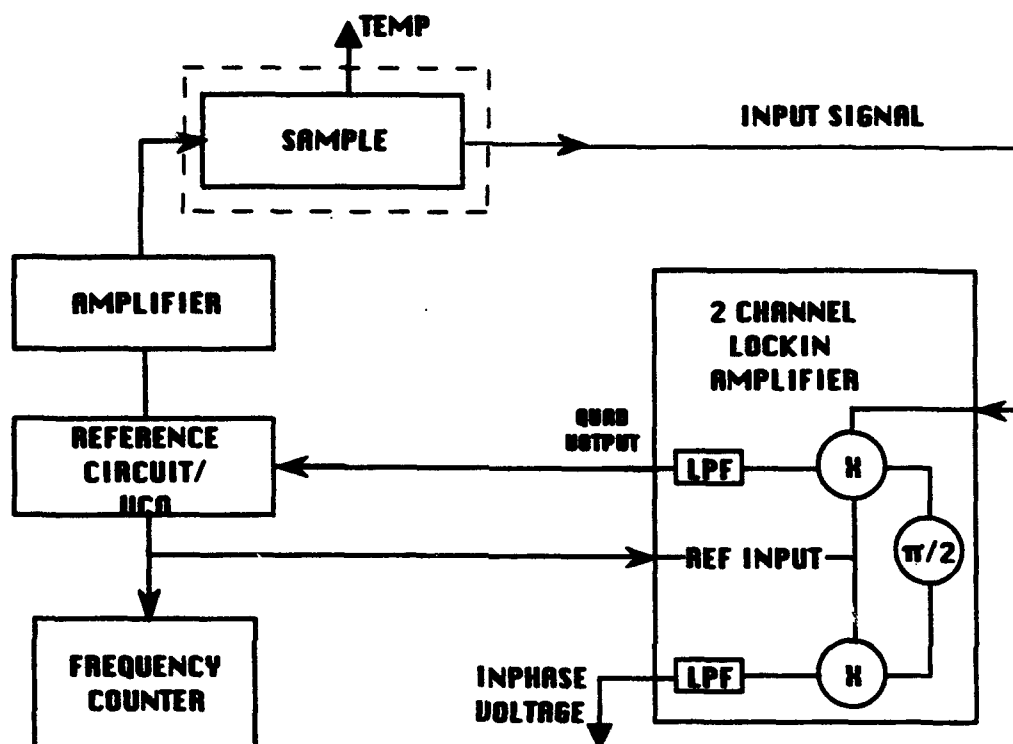 TEMP
SAMPLE
INPUT SIGNAL
AMPLIFIER
2 CHANNEL
LOCKIN
AMPLIFIER
REFERENCE
CIRCUIT/
VCO
QUAD
LPF
X
π/2
REF INPUT
FREQUENCY
COUNTER
INPHASE
VOLTAGE
LPF
X